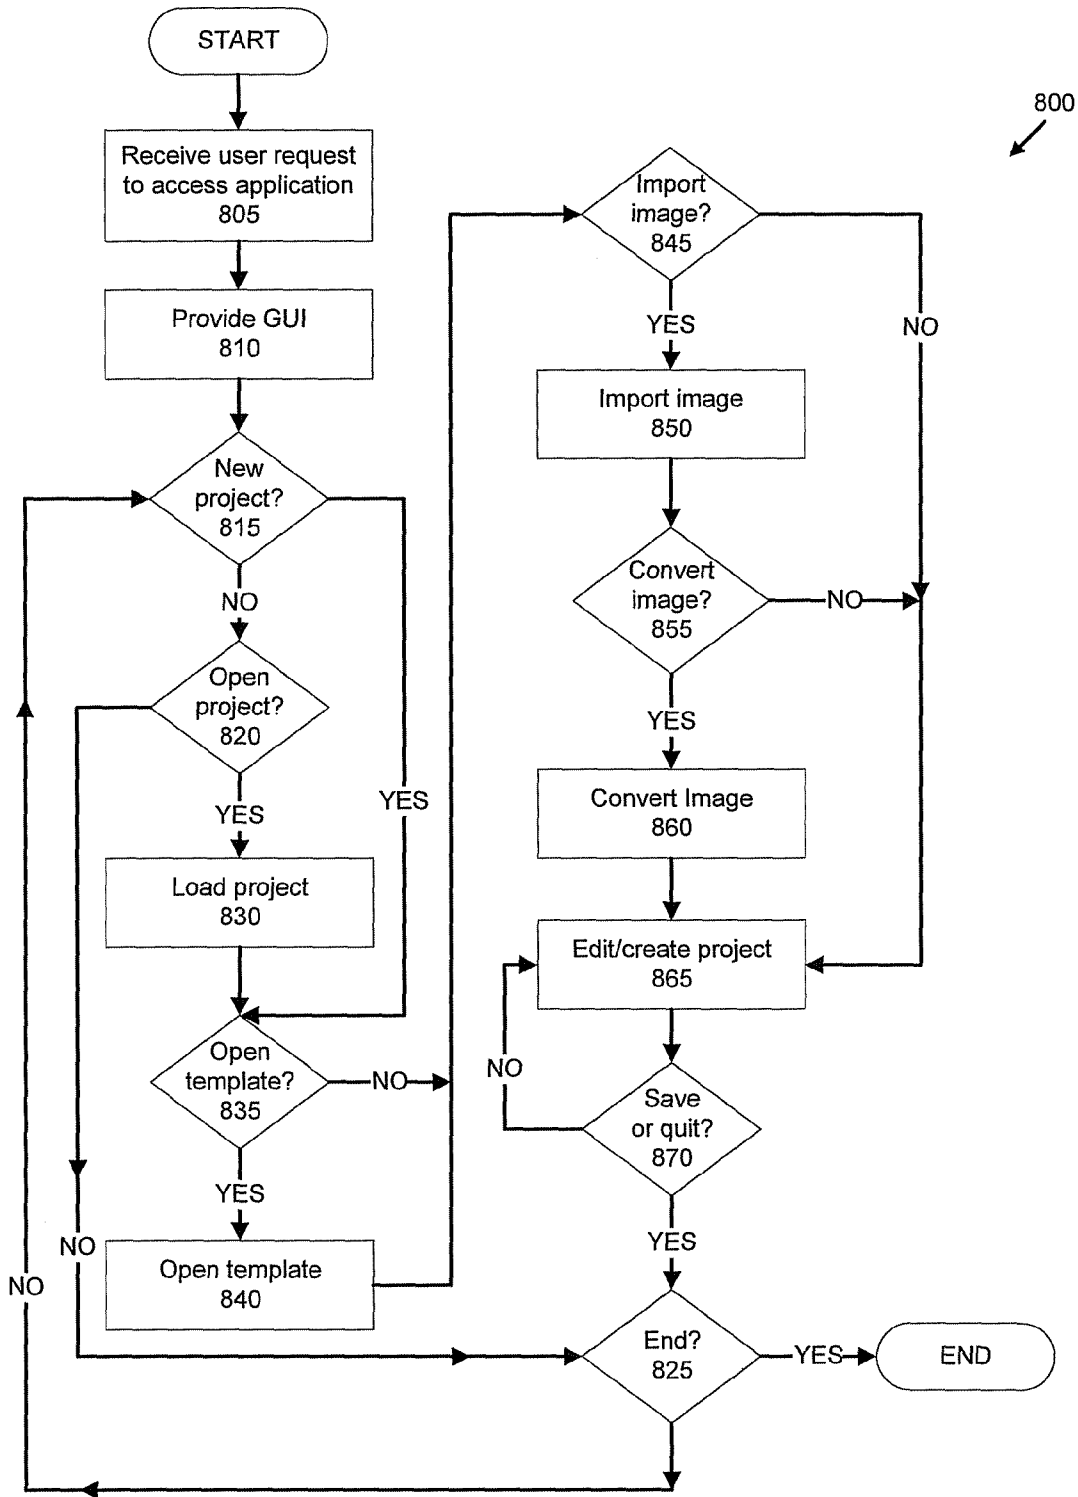 START
800
Receive user request
to access application
805
Provide GUI
810
New
project?
815
NO
Open
project?
820
YES
YES
Load project
830
Open
template?
835
NO
YES
Open template
840
NO
NO
Import
image?
845
YES
NO
Import image
850
Convert
image?
855
NO
YES
Convert Image
860
Edit/create project
865
NO
Save
or quit?
870
YES
End?
825
YES
END